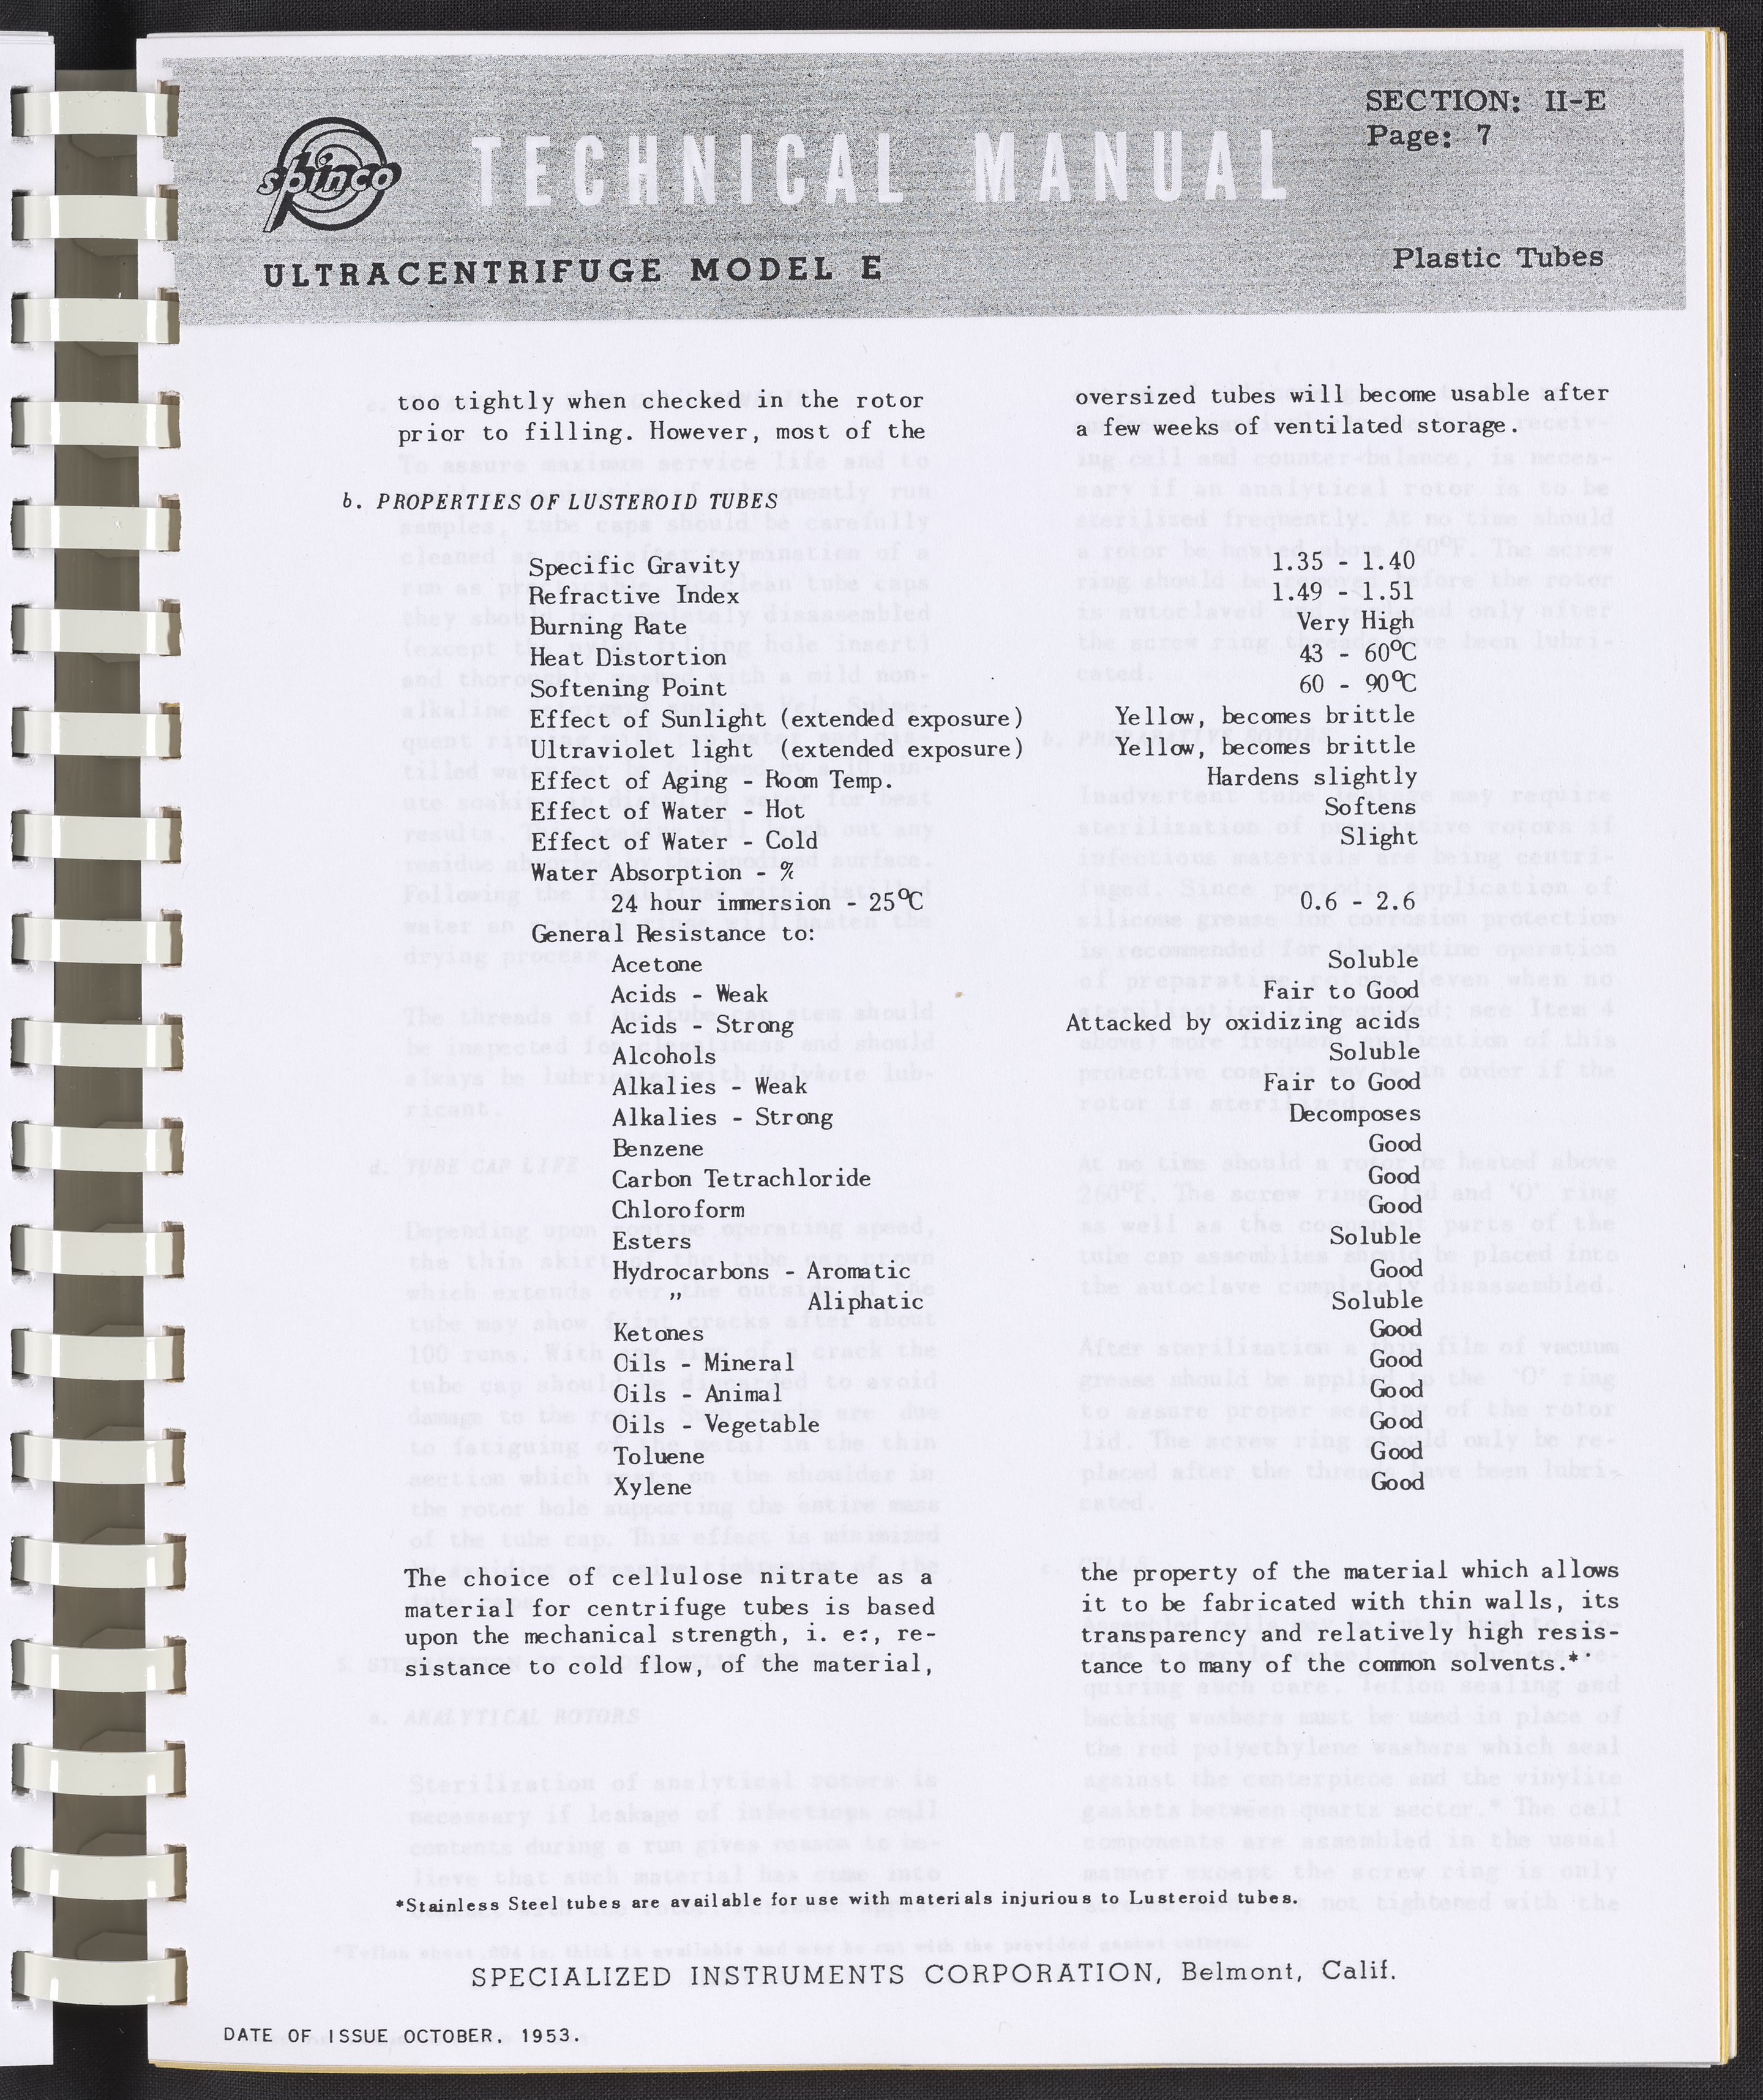 SECTION: II-E
Page: 7
spinco
TECHNICAL MANUAL
ULTRACENTRIFUGE MODEL E
Plastic Tubes
too tightly when checked in the rotor
prior to filling. However, most of the
oversized tubes will become usable after
a few weeks of ventilated storage.
b. PROPERTIES OF LUSTEROID TUBES
Specific Gravity 1.35 - 1.40
Refractive Index 1.49 - 1.51
Burning Rate Very High
Heat Distortion 43 - 60°C
Softening Point 60 - 90°C
Effect of Sunlight (extended exposure) Yellow, becomes brittle
Ultraviolet light (extended exposure) Yellow, becomes brittle
Effect of Aging - Room Temp. Hardens slightly
Effect of Water - Hot Softens
Effect of Water - Cold Slight
Water Absorption - %
24 hour immersion - 25°C 0.6 - 2.6
General Resistance to:
Acetone Soluble
Acids - Weak Fair to Good
Acids - Strong Attacked by oxidizing acids
Alcohols Soluble
Alkalies - Weak Fair to Good
Alkalies - Strong Decomposes
Benzene Good
Carbon Tetrachloride Good
Chloroform Good
Esters Soluble
Hydrocarbons - Aromatic Good
" Aliphatic Soluble
Ketones Good
Oils - Mineral Good
Oils - Animal Good
Oils - Vegetable Good
Toluene Good
Xylene Good
The choice of cellulose nitrate as a
material for centrifuge tubes is based
upon the mechanical strength, i. e., re-
sistance to cold flow, of the material,
the property of the material which allows
it to be fabricated with thin walls, its
transparency and relatively high resis-
tance to many of the common solvents.*
*Stainless Steel tubes are available for use with materials injurious to Lusteroid tubes.
SPECIALIZED INSTRUMENTS CORPORATION, Belmont, Calif.
DATE OF ISSUE OCTOBER, 1953.